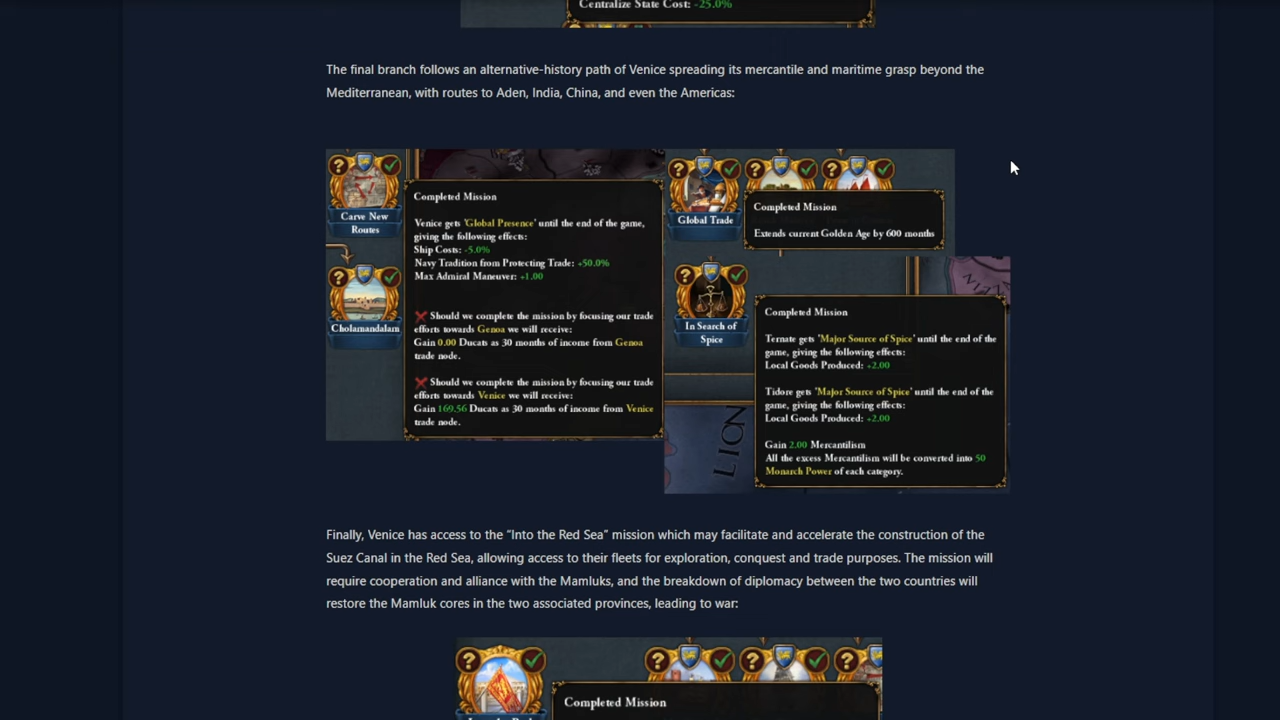 Centralize State Cost: -25.0%
The final branch follows an alternative-history path of Venice spreading its mercantile and maritime grasp beyond the
Mediterranean, with routes to Aden, India, China, and even the Americas:
Carve New
Routes
Cholamandalam
Completed Mission
Venice gets 'Global Presence' until the end of the game,
giving the following effects:
Ship Costs: -5.0%
Navy Tradition from Protecting Trade: +50.0%
Max Admiral Maneuver: +1.00
Should we complete the mission by focusing our trade
efforts towards Genoa we will receive:
Gain 0.00 Ducats as 30 months of income from Genoa
trade node.
Should we complete the mission by focusing our trade
efforts towards Venice we will receive:
Gain 169.56 Ducats as 30 months of income from Venice
trade node.
Global Trade
Completed Mission
Extends current Golden Age by 600 months
In Search of
Spice
LION
Completed Mission
Ternate gets 'Major Source of Spice' until the end of the
game, giving the following effects:
Local Goods Produced: +2.00
Tidore gets 'Major Source of Spice' until the end of the
game, giving the following effects:
Local Goods Produced: +2.00
Gain 2.00 Mercantilism
All the excess Mercantilism will be converted into 50
Monarch Power of each category.
Finally, Venice has access to the “Into the Red Sea” mission which may facilitate and accelerate the construction of the
Suez Canal in the Red Sea, allowing access to their fleets for exploration, conquest and trade purposes. The mission will
require cooperation and alliance with the Mamluks, and the breakdown of diplomacy between the two countries will
restore the Mamluk cores in the two associated provinces, leading to war:
Completed Mission